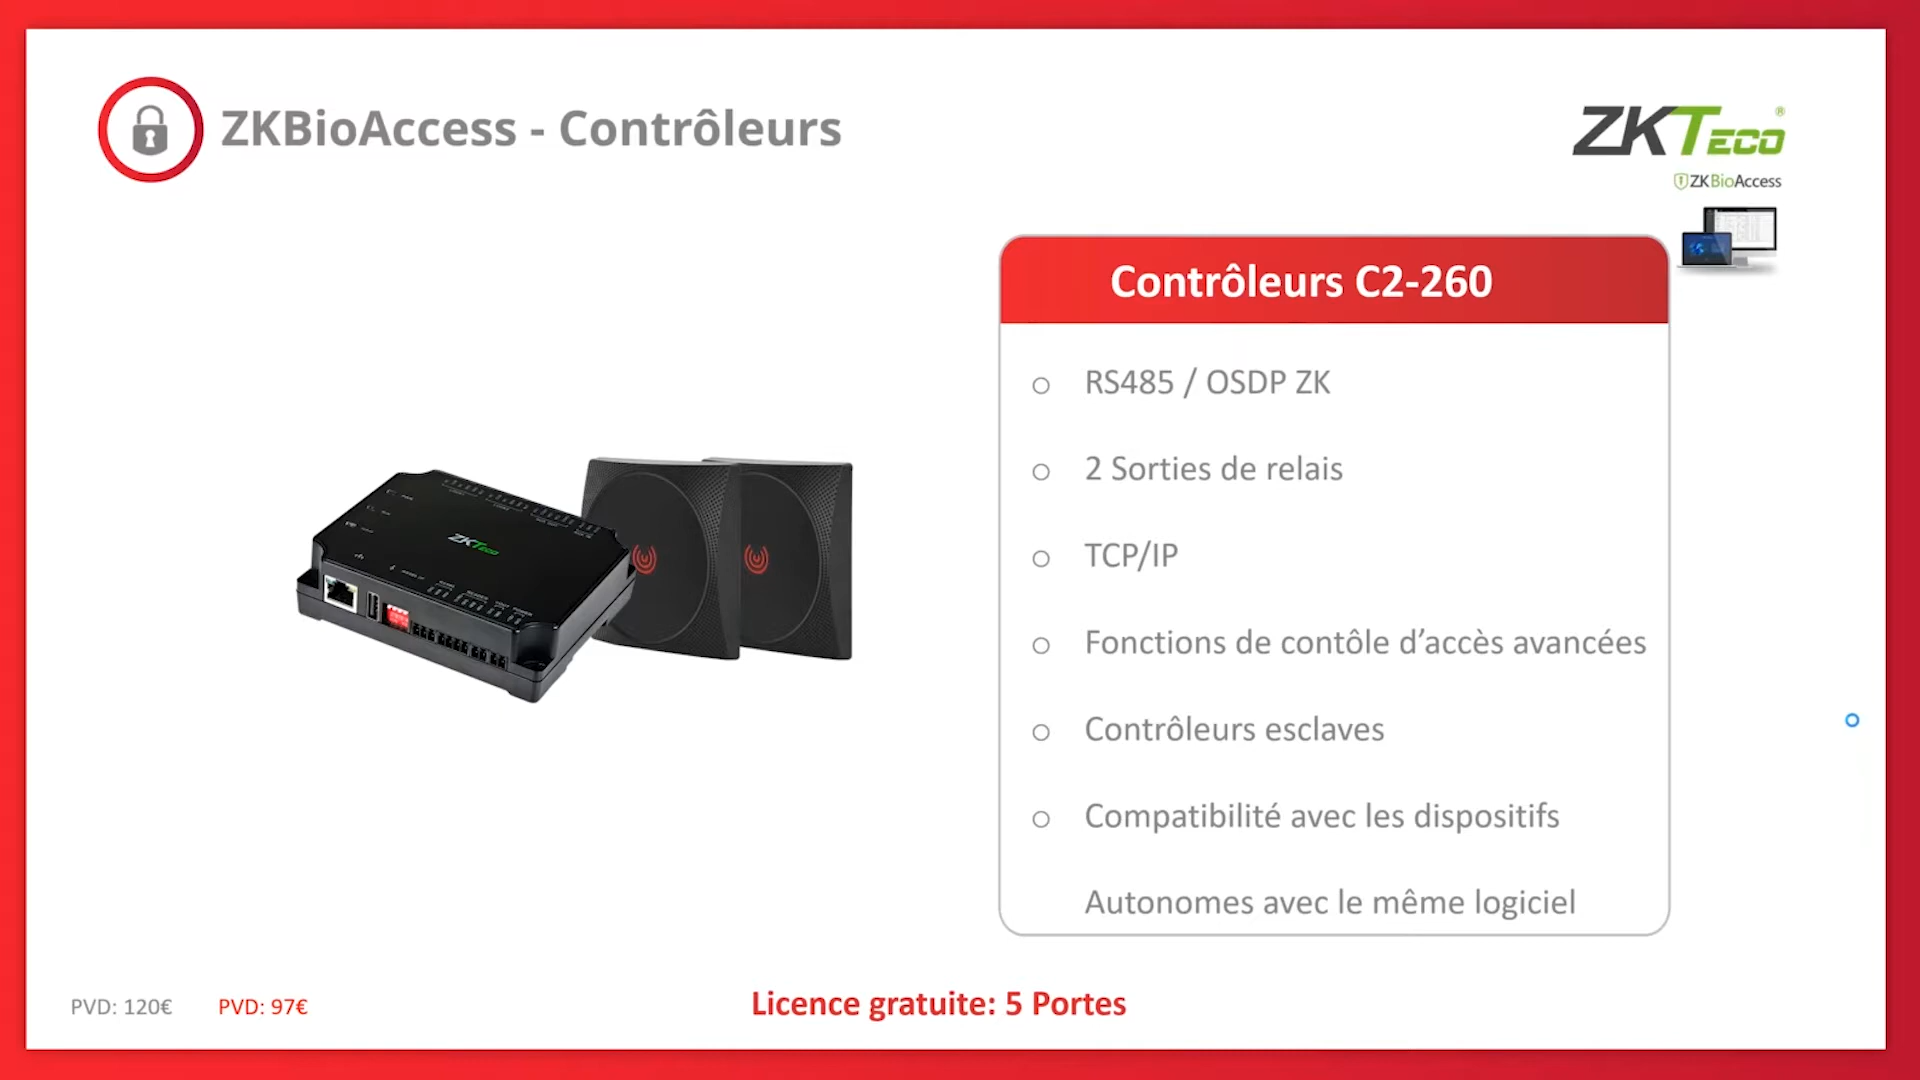 ZKBioAccess - Contrôleurs
ZKTECO®
ZKBioAccess
Contrôleurs C2-260
RS485 / OSDP ZK
2 Sorties de relais
TCP/IP
Fonctions de contôle d’accès avancées
Contrôleurs esclaves
Compatibilité avec les dispositifs
Autonomes avec le même logiciel
ZKTECO
PVD: 120€
PVD: 97€
Licence gratuite: 5 Portes